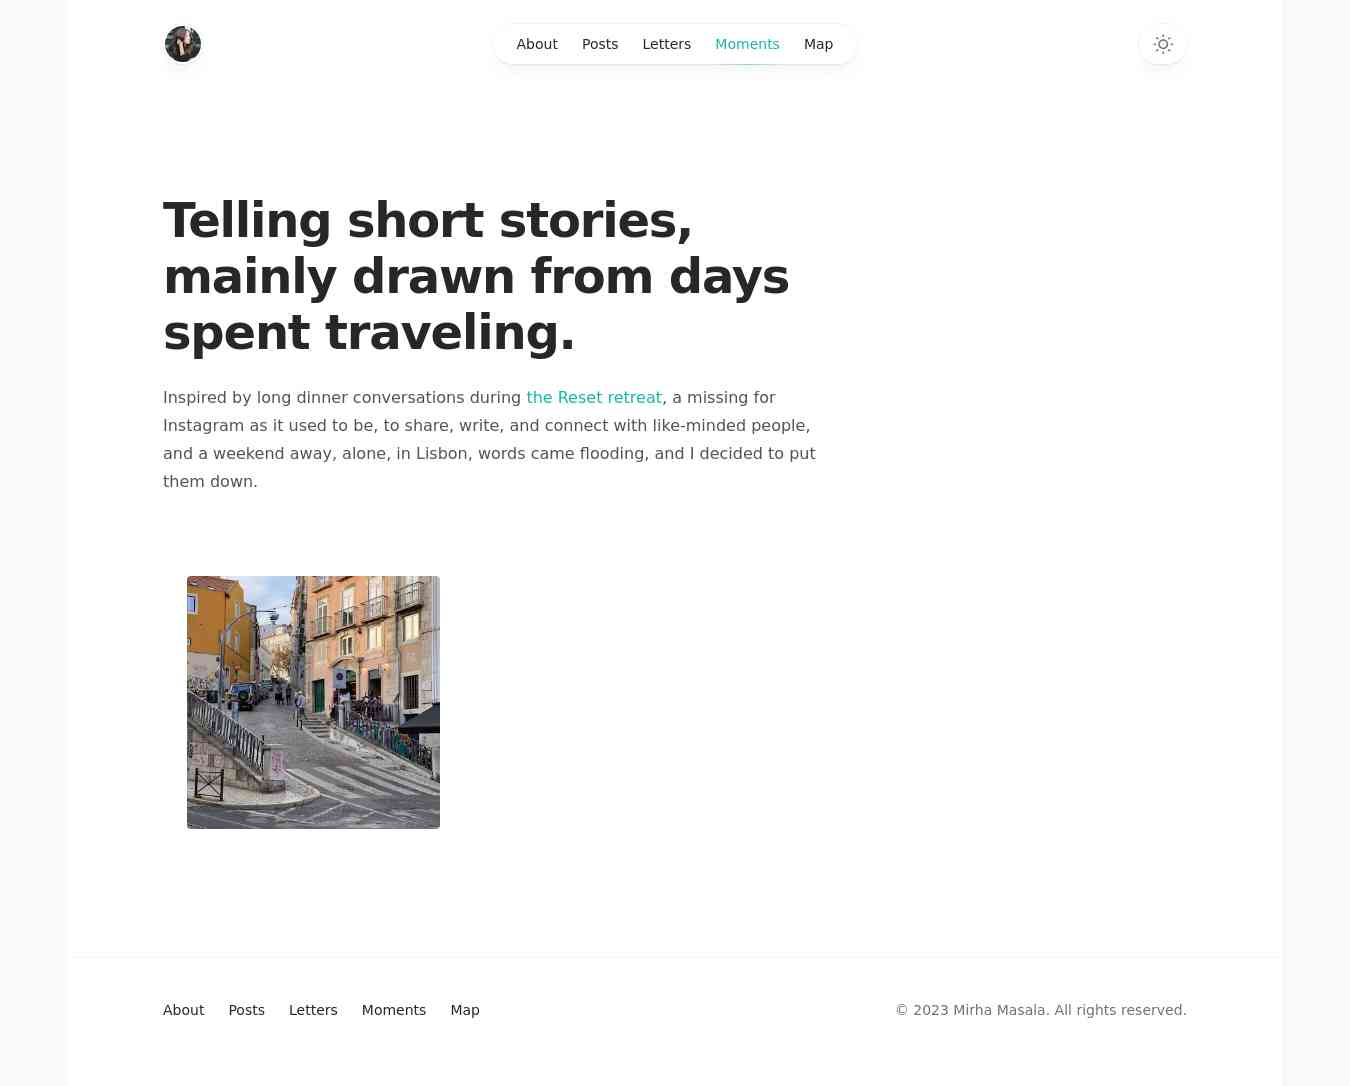 About Posts Letters Moments Map
Telling short stories,
mainly drawn from days
spent traveling.
Inspired by long dinner conversations during the Reset retreat, a missing for
Instagram as it used to be, to share, write, and connect with like-minded people,
and a weekend away, alone, in Lisbon, words came flooding, and I decided to put
them down.
About Posts Letters Moments Map
© 2023 Mirha Masala. All rights reserved.